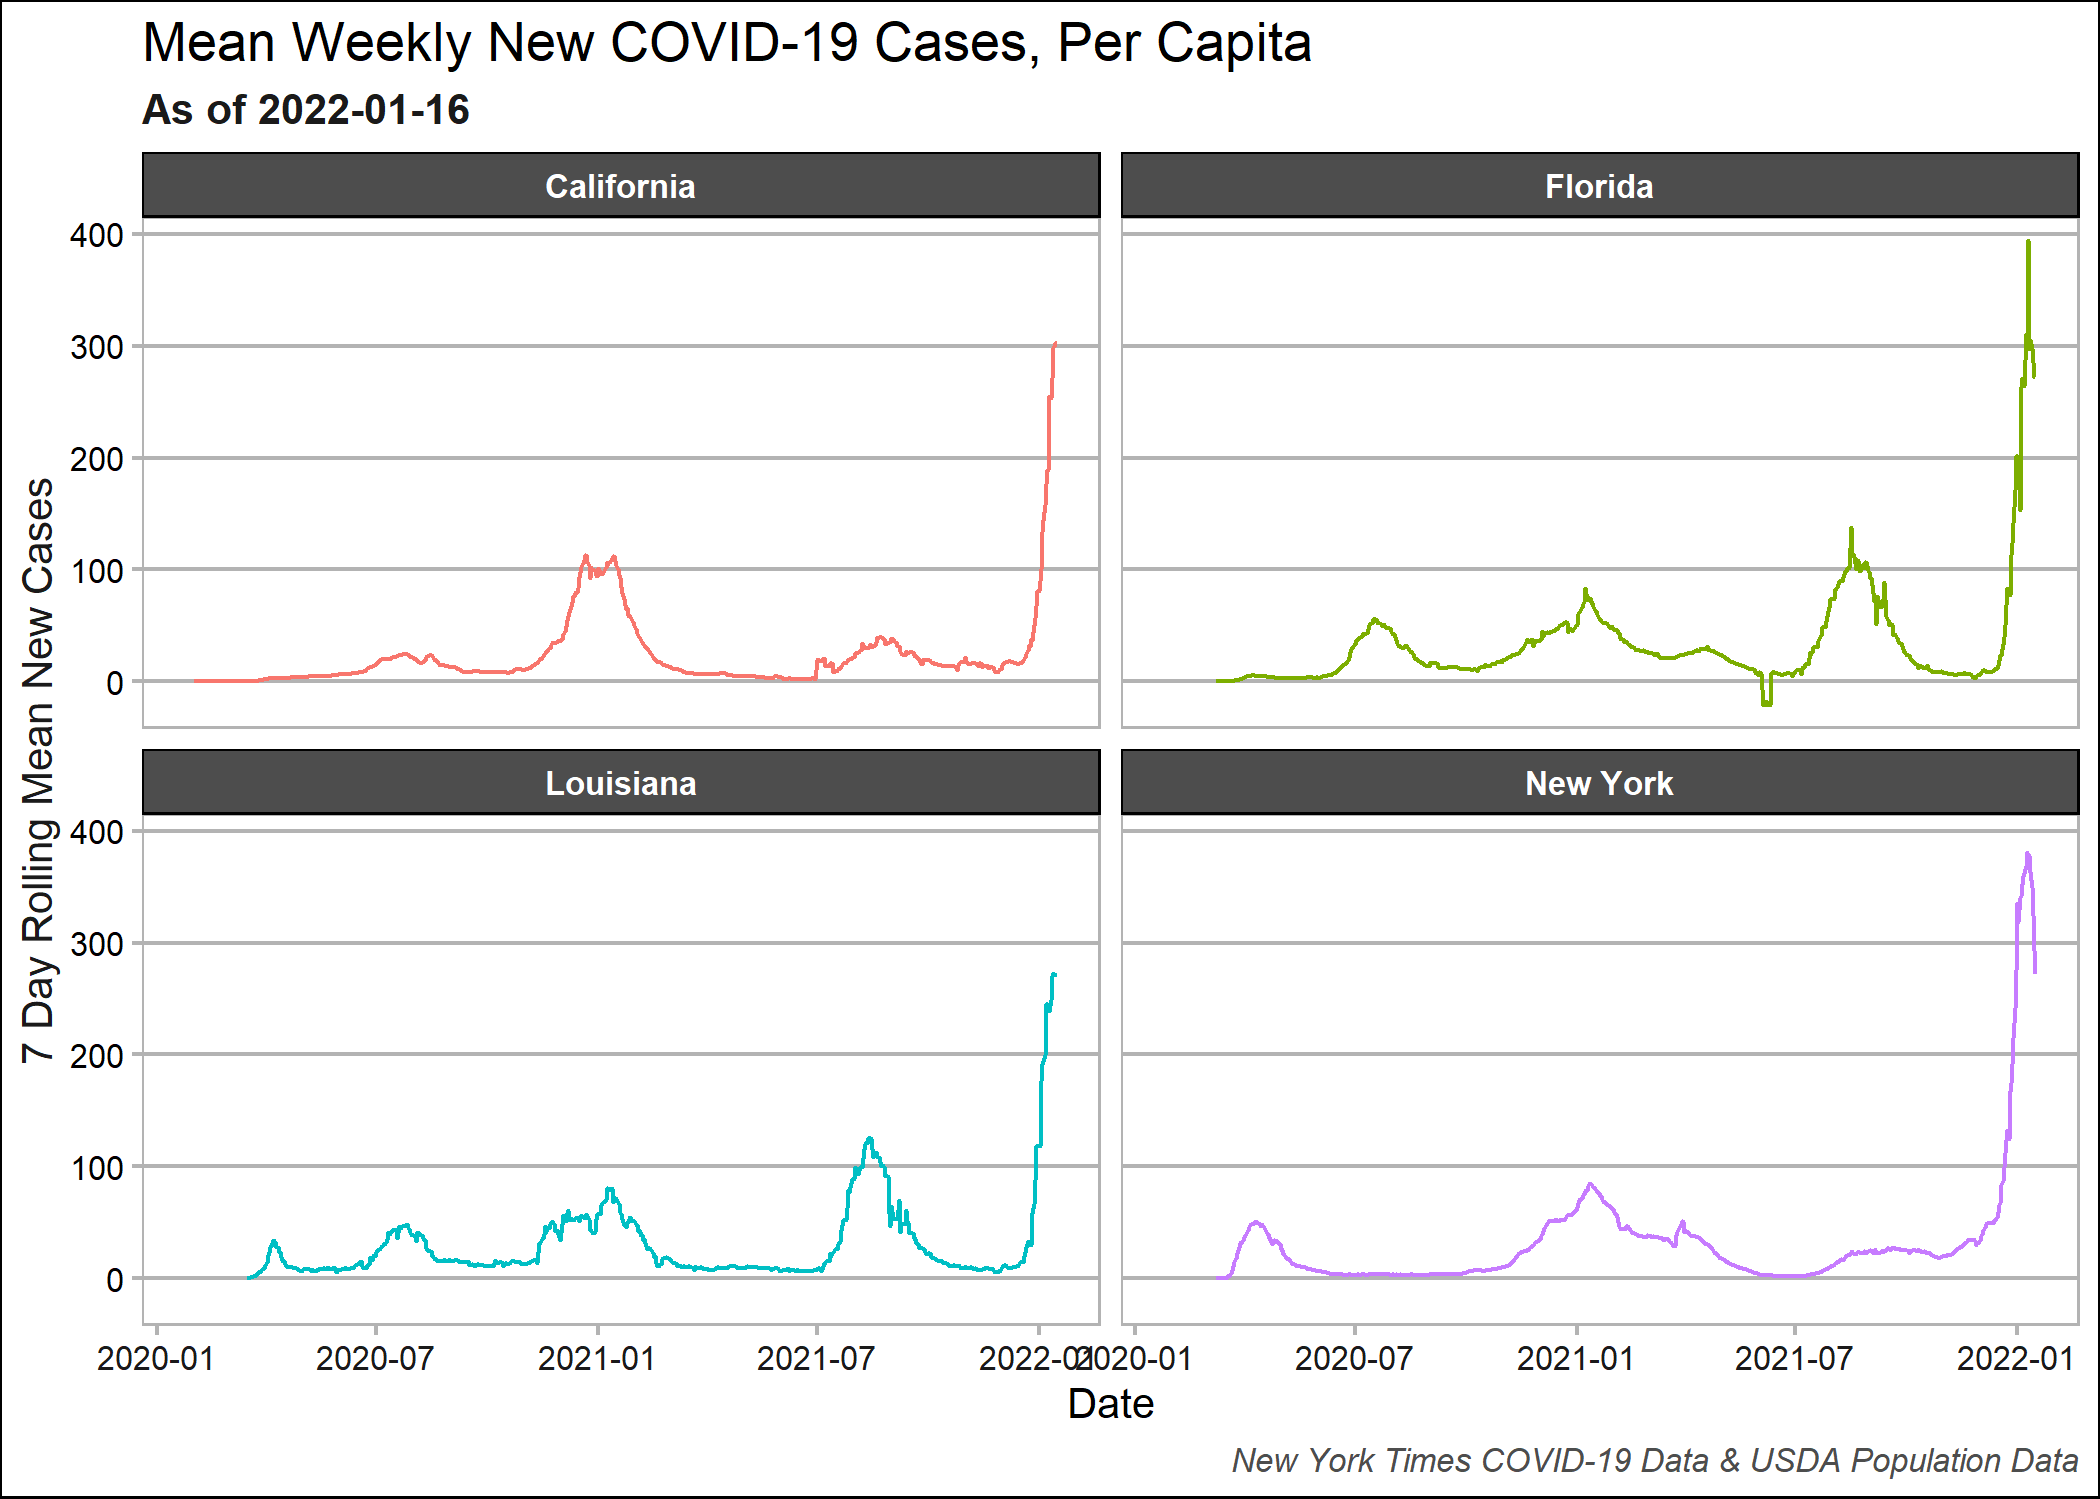 Mean Weekly New COVID-19 Cases, Per Capita
As of 2022-01-16
California
Florida
400
300
200
100
0
Louisiana
New York
400
300
200
100
0
7 Day Rolling Mean New Cases
2020-01 2020-07 2021-01 2021-07 2022-01 2020-01 2020-07 2021-01 2021-07 2022-01
Date
New York Times COVID-19 Data & USDA Population Data